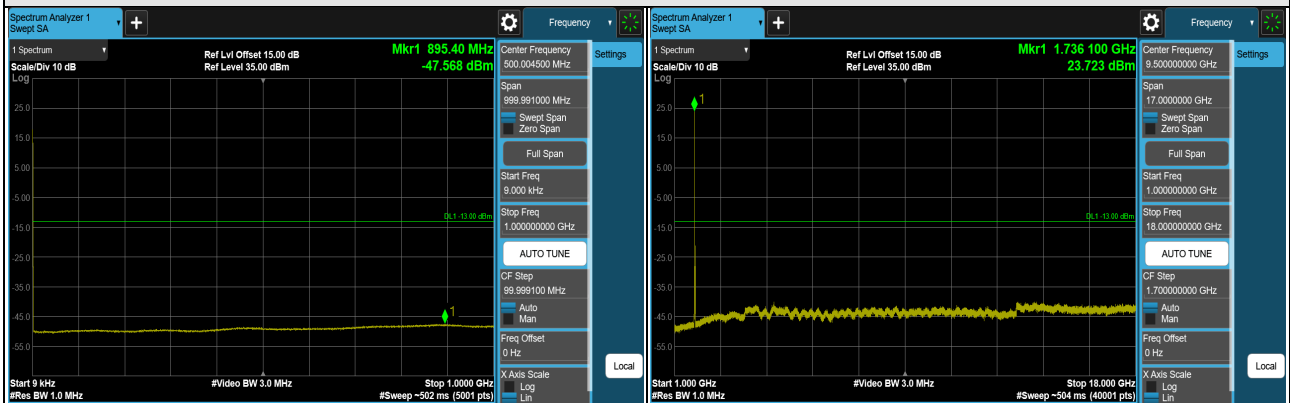 Spectrum Analyzer 1
Swept SA
+
Frequency
1 Spectrum
Scale/Div 10 dB
Ref Lvl Offset 15.00 dB
Ref Level 35.00 dBm
Mkr1 895.40 MHz
-47.568 dBm
Log
25.0
15.0
5.00
-5.00
-15.0
-25.0
-35.0
-45.0
-55.0
DL1 -13.00 dBm
1
Start 9 kHz
#Res BW 1.0 MHz
#Video BW 3.0 MHz
Stop 1.0000 GHz
#Sweep ~502 ms (5001 pts)
Center Frequency
500.004500 MHz
Settings
Span
999.991000 MHz
Swept Span
Zero Span
Full Span
Start Freq
9.000 kHz
Stop Freq
1.000000000 GHz
AUTO TUNE
CF Step
99.999100 MHz
Auto
Man
Freq Offset
0 Hz
X Axis Scale
Log
Lin
Local
Spectrum Analyzer 1
Swept SA
+
Frequency
1 Spectrum
Scale/Div 10 dB
Ref Lvl Offset 15.00 dB
Ref Level 35.00 dBm
Mkr1 1.736 100 GHz
23.723 dBm
Log
1
25.0
15.0
5.00
-5.00
-15.0
-25.0
-35.0
-45.0
-55.0
DL1 -13.00 dBm
Start 1.000 GHz
#Res BW 1.0 MHz
#Video BW 3.0 MHz
Stop 18.000 GHz
#Sweep ~504 ms (40001 pts)
Center Frequency
9.500000000 GHz
Settings
Span
17.0000000 GHz
Swept Span
Zero Span
Full Span
Start Freq
1.000000000 GHz
Stop Freq
18.000000000 GHz
AUTO TUNE
CF Step
1.700000000 GHz
Auto
Man
Freq Offset
0 Hz
X Axis Scale
Log
Lin
Local